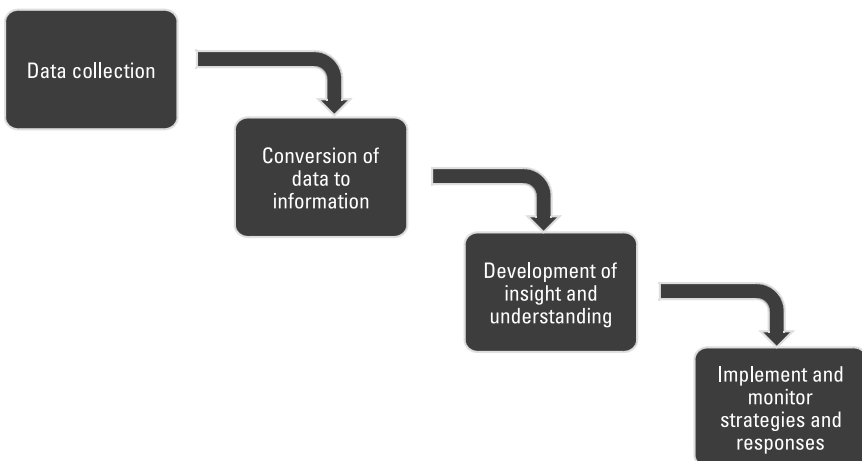 Data collection
Conversion of
data to
information
Development of
insight and
understanding
Implement and
monitor
strategies and
responses